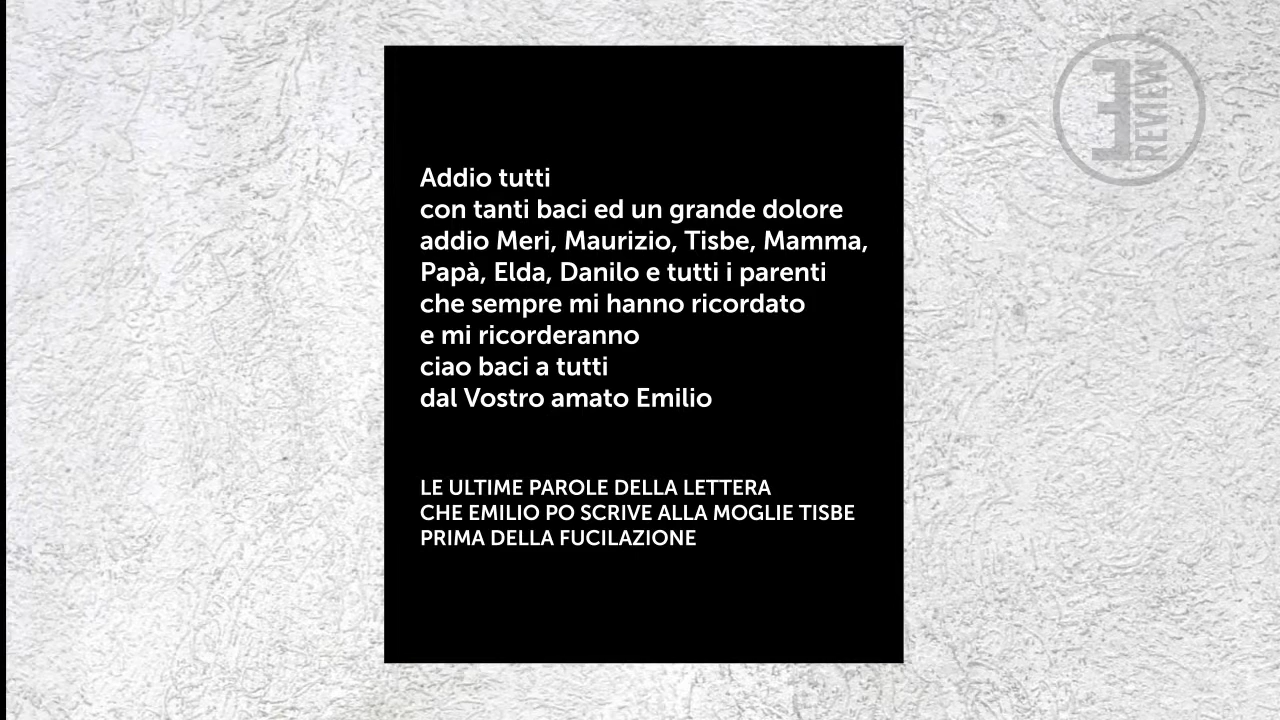 Addio tutti
con tanti baci ed un grande dolore
addio Meri, Maurizio, Tisbe, Mamma,
Papà, Elda, Danilo e tutti i parenti
che sempre mi hanno ricordato
e mi ricorderanno
ciao baci a tutti
dal Vostro amato Emilio
LE ULTIME PAROLE DELLA LETTERA
CHE EMILIO PO SCRIVE ALLA MOGLIE TISBE
PRIMA DELLA FUCILAZIONE
REVIEW